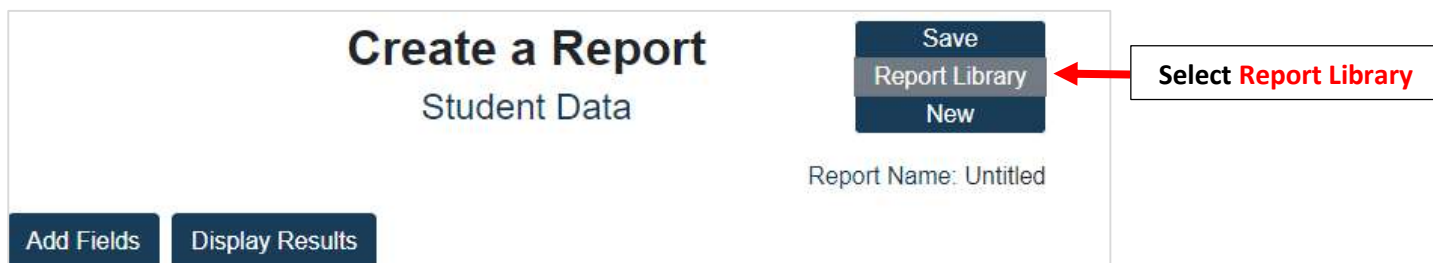 Create a Report
Student Data
Save
Report Library
New
Select Report Library
Report Name: Untitled
Add Fields
Display Results